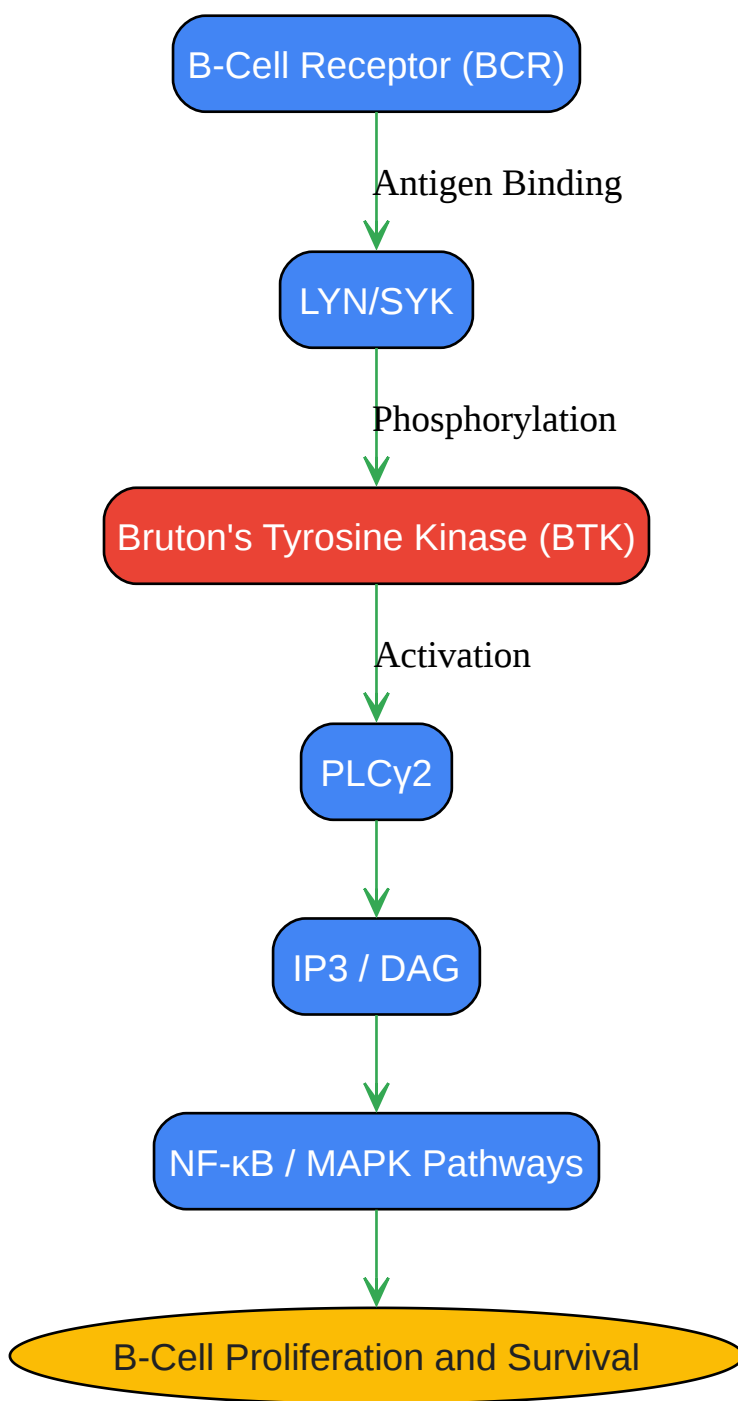 B-Cell Receptor (BCR)
Antigen Binding
LYN/SYK
Phosphorylation
Bruton's Tyrosine Kinase (BTK)
Activation
PLCγ2
IP3 / DAG
NF-κB / MAPK Pathways
B-Cell Proliferation and Survival